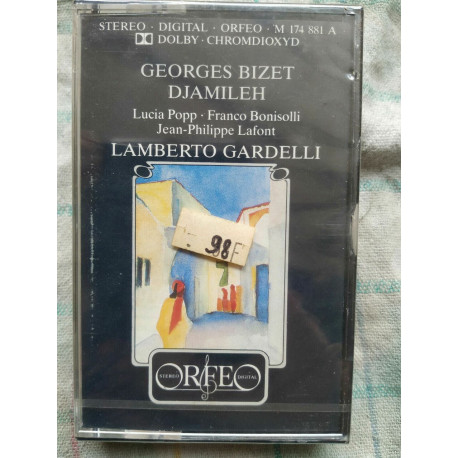 STEREO · DIGITAL · ORFEO · M 174 881 A
DOLBY · CHROMDIOXYD
GEORGES BIZET
DJAMILEH
Lucia Popp · Franco Bonisolli
Jean-Philippe Lafont
LAMBERTO GARDELLI
98F
STEREO ORFEO DIGITAL